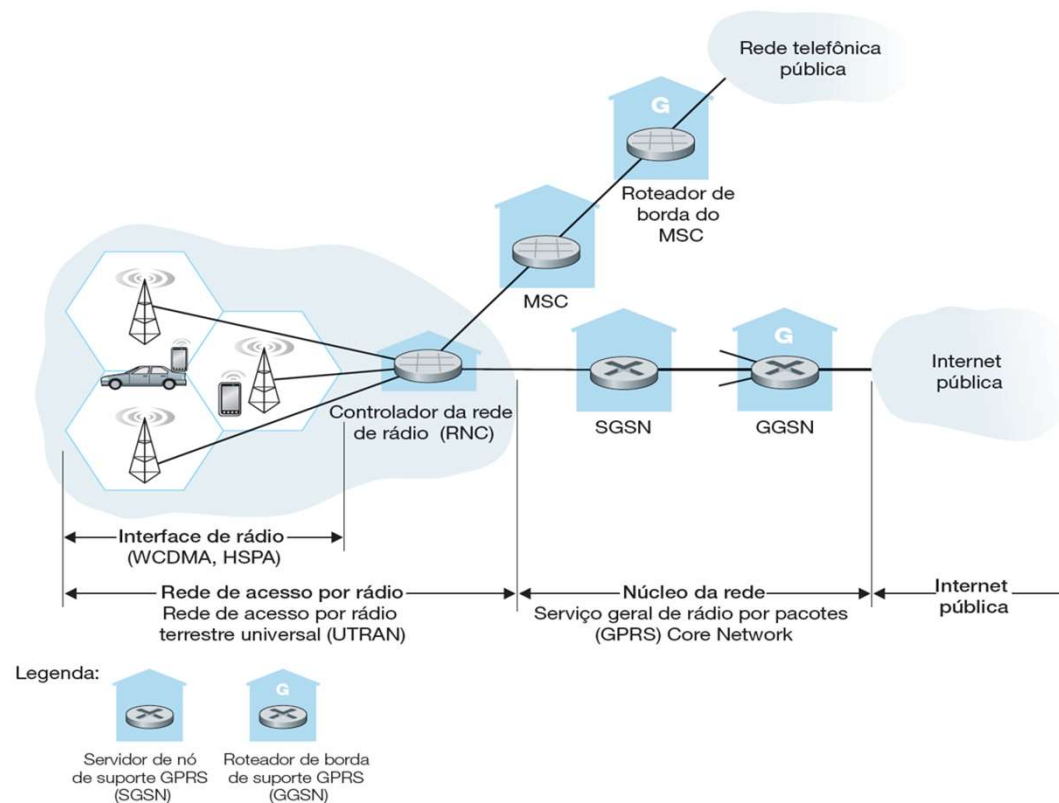 Rede telefônica
pública
G
Roteador de
borda do
MSC
MSC
G
Internet
pública
Controlador da rede
de rádio (RNC)
SGSN
GGSN
Interface de rádio
(WCDMA, HSPA)
Rede de acesso por rádio
Rede de acesso por rádio
terrestre universal (UTRAN)
Núcleo da rede
Serviço geral de rádio por pacotes
(GPRS) Core Network
Internet
pública
Legenda:
G
Servidor de nó
de suporte GPRS
(SGSN)
Roteador de borda
de suporte GPRS
(GGSN)